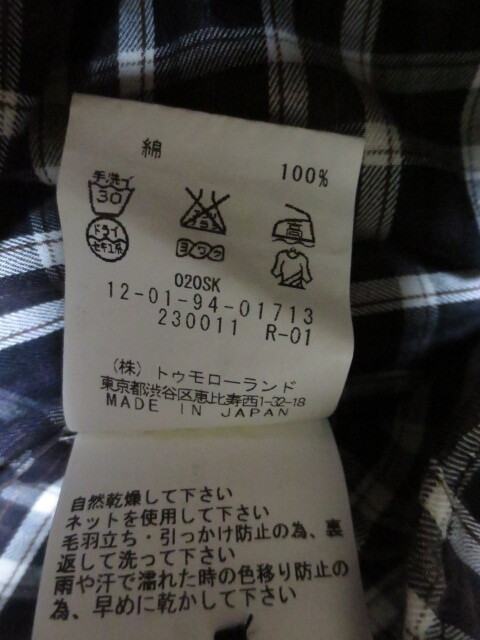 綿 100%
手洗イ
30
エンソ
サラシ
高
ドライ
セキユ系
ヨワク
020SK
12-01-94-01713
230011 R-01
(株) トゥモローランド
東京都渋谷区恵比寿西1-32-18
MADE IN JAPAN
自然乾燥して下さい
ネットを使用して下さい
毛羽立ち・引っかけ防止の為、裏
返して洗って下さい
雨や汗で濡れた時の色移り防止の
為、早めに乾かして下さい